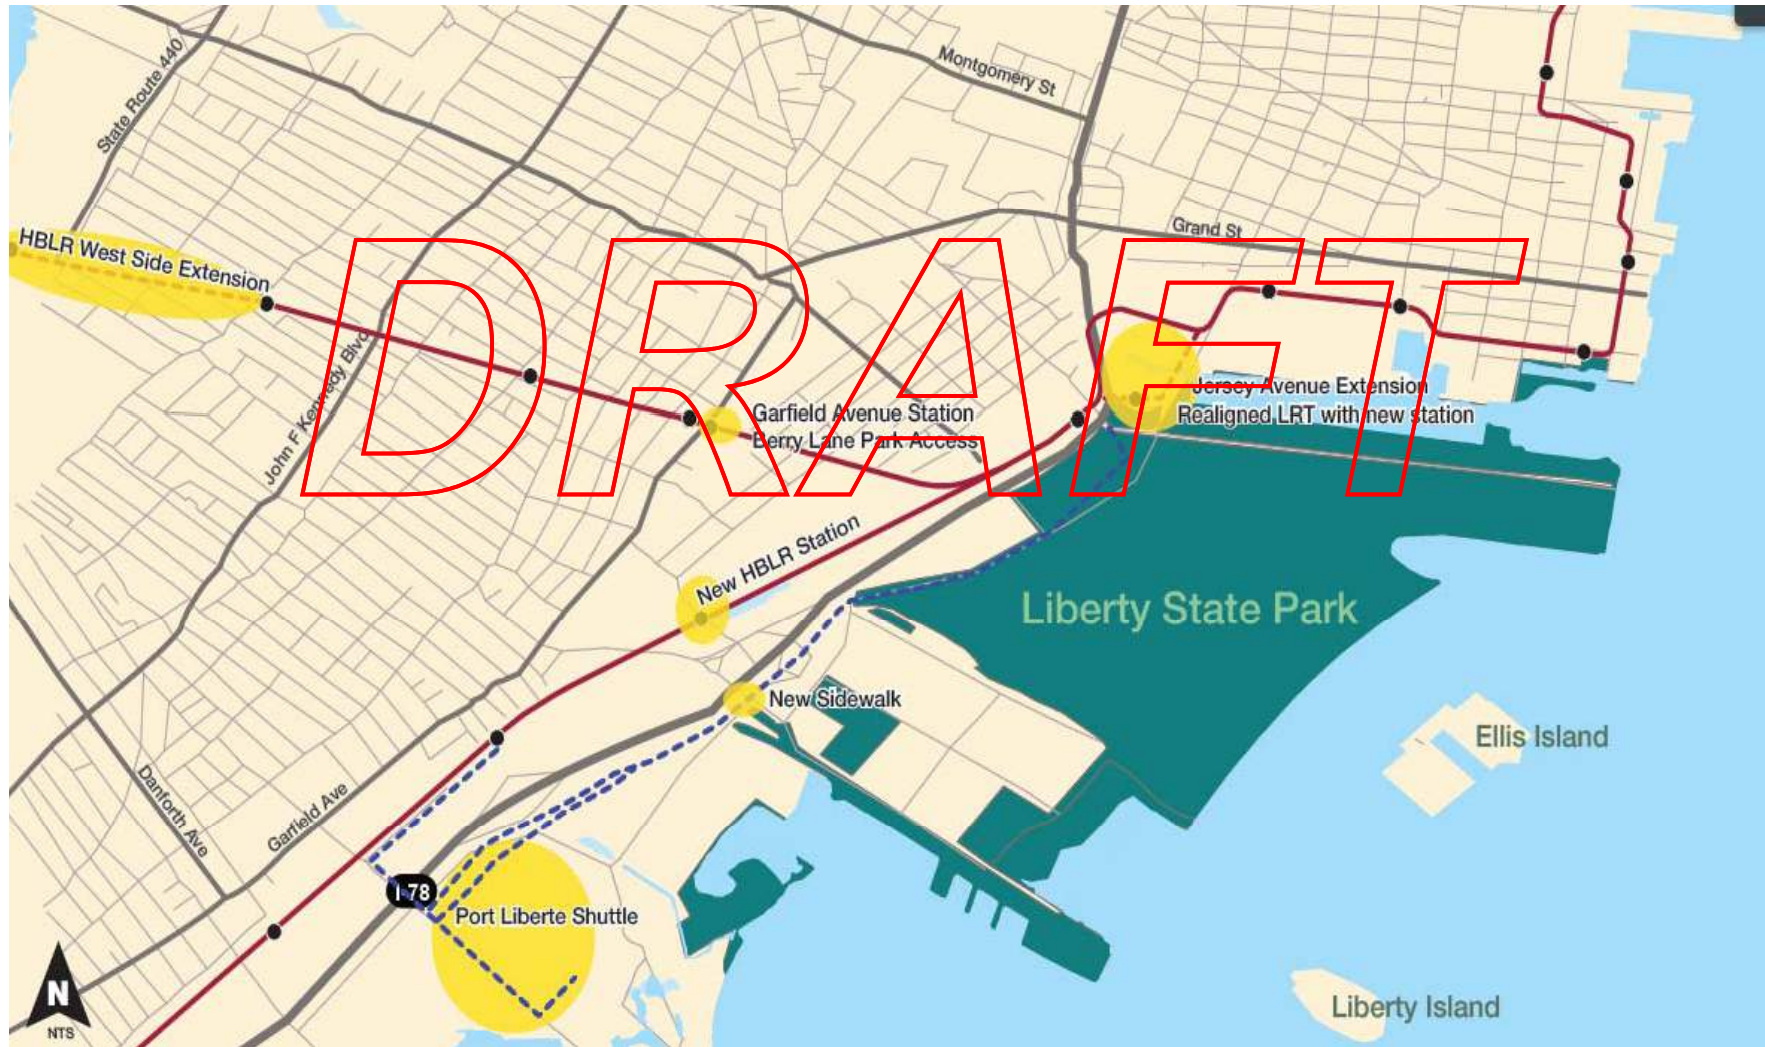 State Route 440
Montgomery St
Grand St
HBLR West Side Extension
DRAFT
John F Kennedy Blvd
Garfield Avenue Station
Berry Lane Park Access
Jersey Avenue Extension
Realigned LRT with new station
New HBLR Station
Liberty State Park
New Sidewalk
Ellis Island
Danforth Ave
Garfield Ave
I-78
Port Liberte Shuttle
N
NTS
Liberty Island